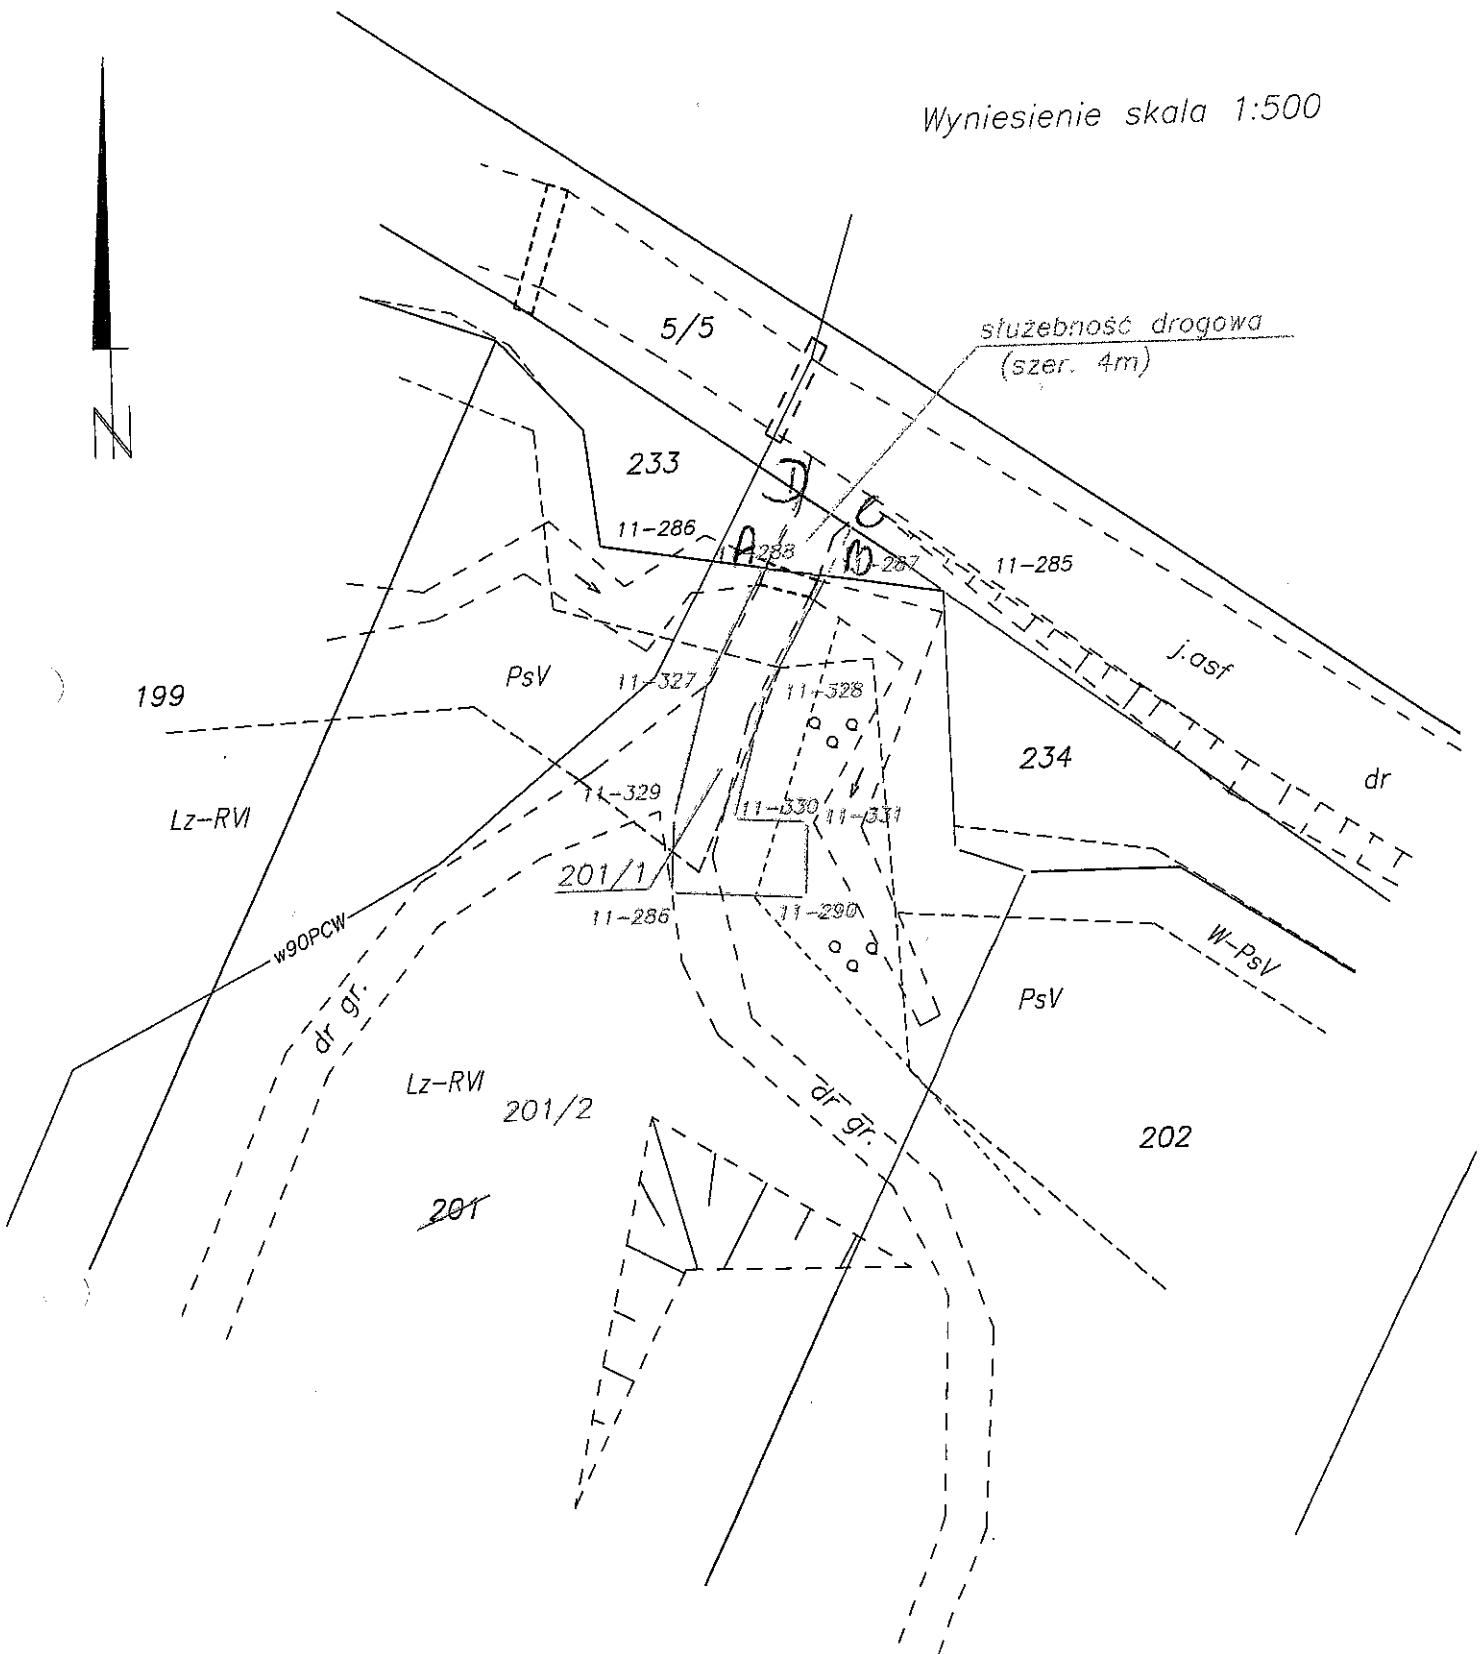 Wyniesienie skala 1:500
N
5/5
służebność drogowa
(szer. 4m)
233
D
C
11-286
A
11-288
B
11-287
11-285
j.asf
199
PsV
11-327
11-328
234
dr
Lz-RVI
11-329
11-330
11-331
201/1
11-286
11-290
w90PCW
W-PsV
dr gr.
PsV
Lz-RVI
201/2
dr gr.
202
201